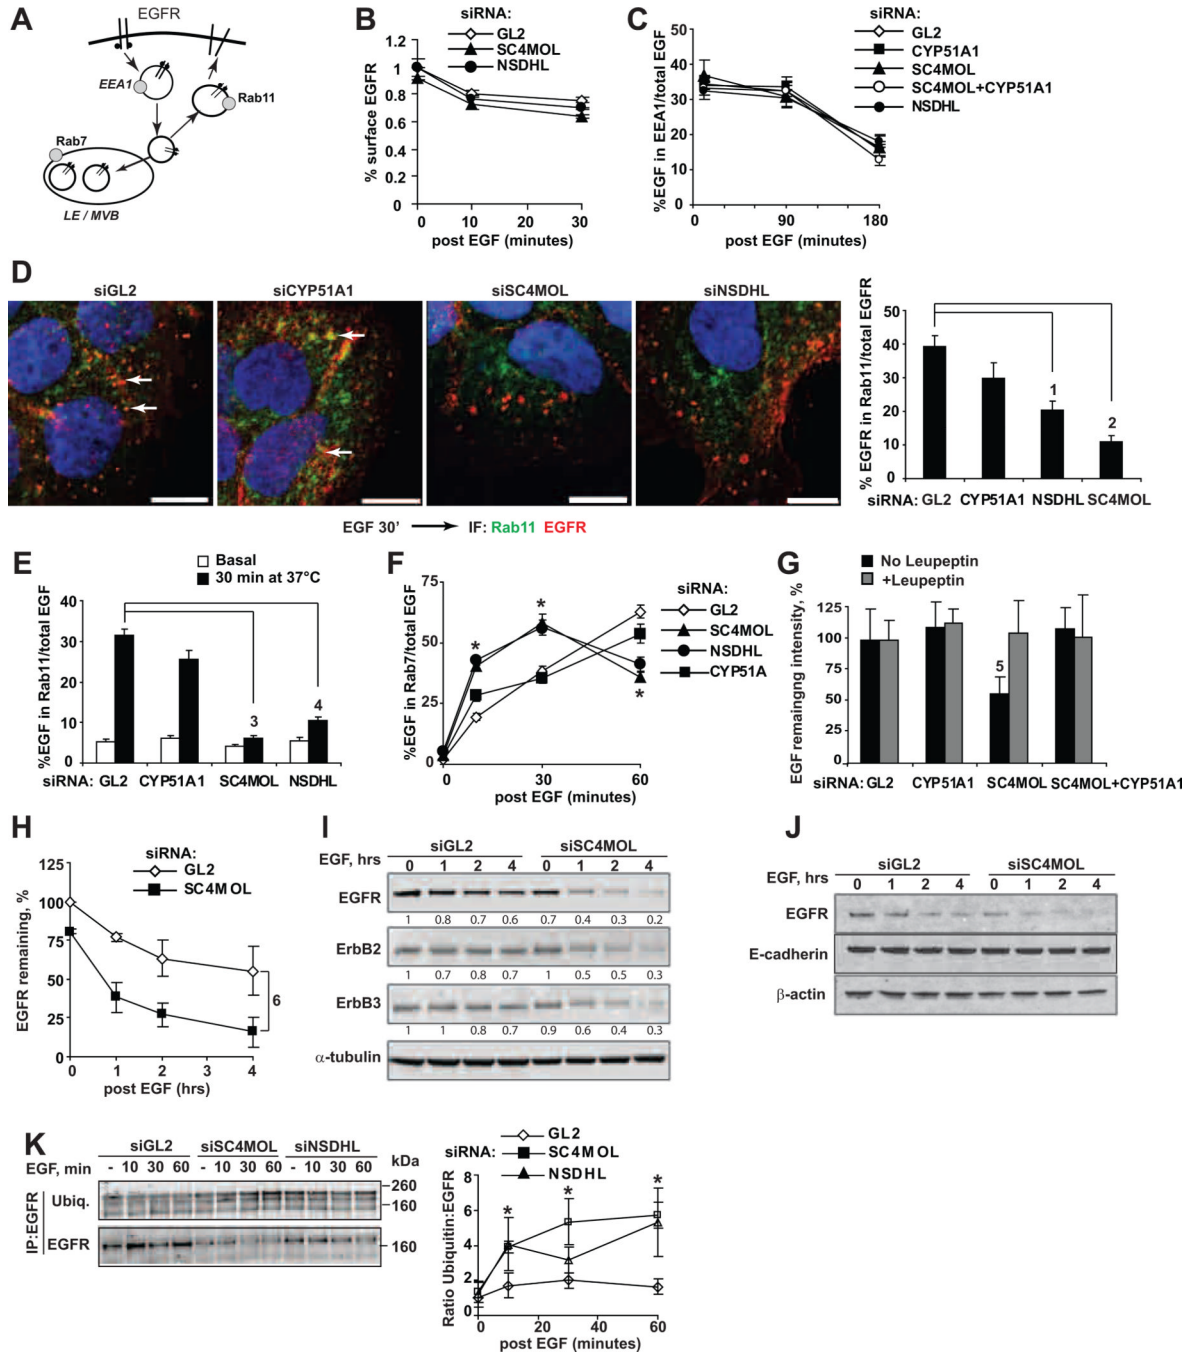 A
EGFR
EEA1
Rab11
Rab7
LE / MVB
B
siRNA:
GL2
SC4MOL
NSDHL
% surface EGFR
1.2
1
0.8
0.6
0.4
0.2
0
0 10 20 30
post EGF (minutes)
C
siRNA:
GL2
CYP51A1
SC4MOL
SC4MOL+CYP51A1
NSDHL
%EGF in EEA1/total EGF
50
40
30
20
10
0
0 90 180
post EGF (minutes)
D
siGL2 siCYP51A1 siSC4MOL siNSDHL
EGF 30' IF: Rab11 EGFR
% EGFR in Rab11/total EGFR
50
40
30
20
10
0
1
2
siRNA: GL2 CYP51A1 NSDHL SC4MOL
E
Basal
30 min at 37°C
%EGF in Rab11/total EGF
40
30
20
10
0
3
4
siRNA: GL2 CYP51A1 SC4MOL NSDHL
F
siRNA:
GL2
SC4MOL
NSDHL
CYP51A
%EGF in Rab7/total EGF
75
50
25
0
* * *
0 30 60
post EGF (minutes)
G
No Leupeptin
+Leupeptin
EGF remaingng intensity, %
125
100
75
50
25
0
5
siRNA: GL2 CYP51A1 SC4MOL SC4MOL+CYP51A1
H
siRNA:
GL2
SC4MOL
EGFR remaining, %
125
100
75
50
25
0
6
0 1 2 3 4
post EGF (hrs)
I
siGL2 siSC4MOL
EGF, hrs 0 1 2 4 0 1 2 4
EGFR
1 0.8 0.7 0.6 0.7 0.4 0.3 0.2
ErbB2
1 0.7 0.8 0.7 1 0.5 0.5 0.3
ErbB3
1 1 0.8 0.7 0.9 0.6 0.4 0.3
α-tubulin
J
siGL2 siSC4MOL
EGF, hrs 0 1 2 4 0 1 2 4
EGFR
E-cadherin
β-actin
K
siGL2 siSC4MOL siNSDHL
EGF, min - 10 30 60 - 10 30 60 - 10 30 60 kDa
IP:EGFR
Ubiq.
260
160
EGFR
160
siRNA:
GL2
SC4MOL
NSDHL
Ratio Ubiquitin:EGFR
10
8
6
4
2
0
* * *
0 20 40 60
post EGF (minutes)